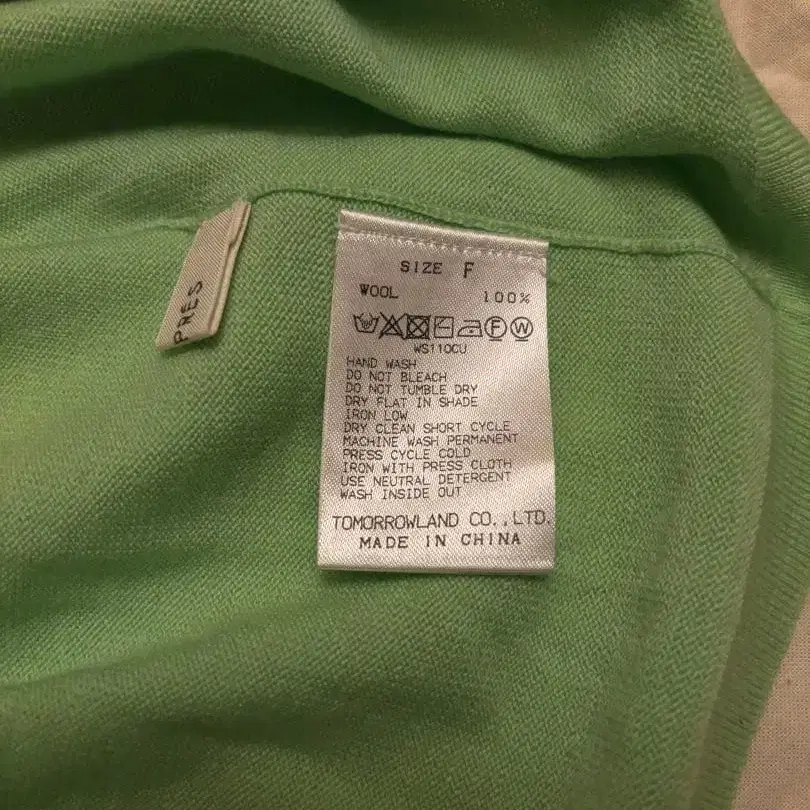 PRES
SIZE F
WOOL 100%
WS110CU
HAND WASH
DO NOT BLEACH
DO NOT TUMBLE DRY
DRY FLAT IN SHADE
IRON LOW
DRY CLEAN SHORT CYCLE
MACHINE WASH PERMANENT
PRESS CYCLE COLD
IRON WITH PRESS CLOTH
USE NEUTRAL DETERGENT
WASH INSIDE OUT
TOMORROWLAND CO.,LTD.
MADE IN CHINA